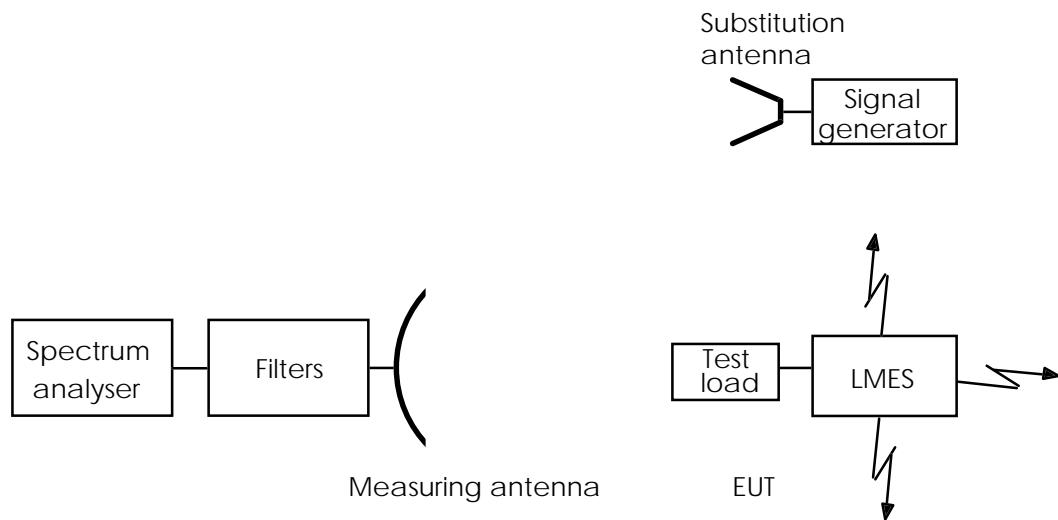 Substitution
antenna
Signal
generator
Spectrum
analyser
Filters
Test
load
LMES
Measuring antenna
EUT